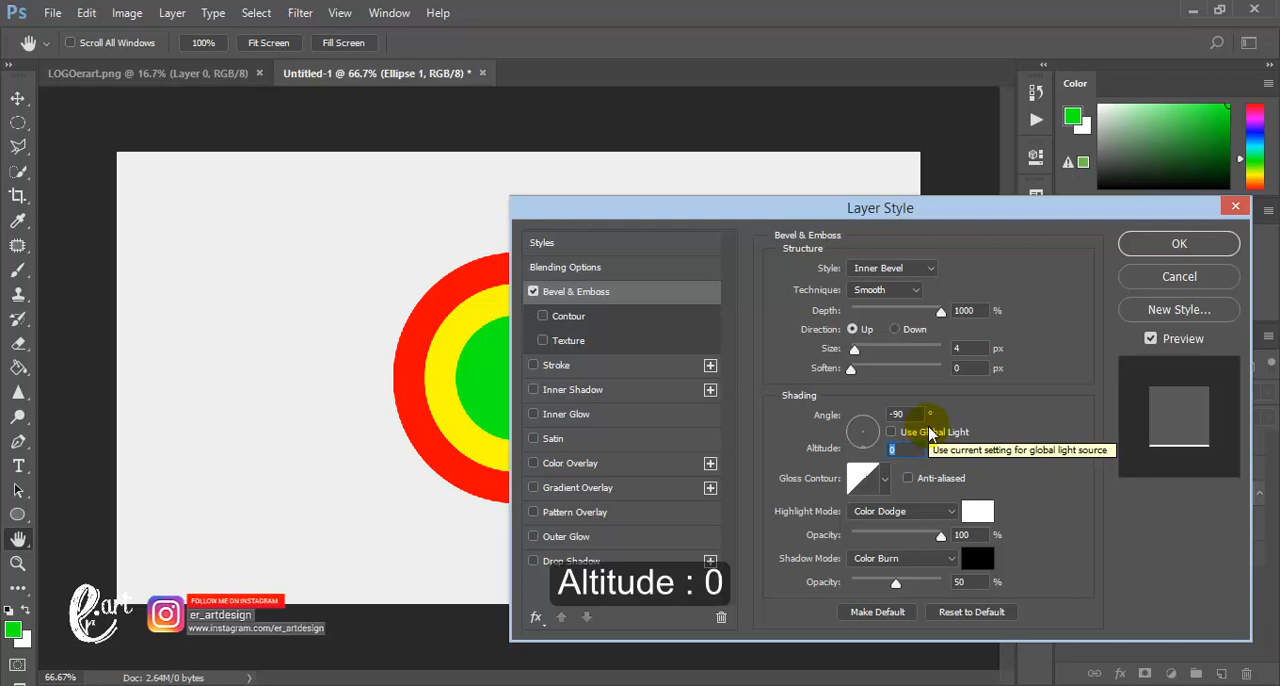 Ps File Edit Image Layer Type Select Filter View Window Help
Scroll All Windows 100% Fit Screen Fill Screen
LOGOerart.png @ 16.7% (Layer 0, RGB/8) × Untitled-1 @ 66.7% (Ellipse 1, RGB/8) * ×
Color
Layer Style
Styles
Blending Options
Bevel & Emboss
Contour
Texture
Stroke
Inner Shadow
Inner Glow
Satin
Color Overlay
Gradient Overlay
Pattern Overlay
Outer Glow
Drop Shadow
fx
Bevel & Emboss
Structure
Style: Inner Bevel
Technique: Smooth
Depth: 1000 %
Direction: Up Down
Size: 4 px
Soften: 0 px
Shading
Angle: -90 °
Use Global Light
Altitude: 0
Use current setting for global light source
Gloss Contour: Anti-aliased
Highlight Mode: Color Dodge
Opacity: 100 %
Shadow Mode: Color Burn
Opacity: 50 %
Make Default Reset to Default
OK
Cancel
New Style...
Preview
Altitude : 0
e.art
FOLLOW ME ON INSTAGRAM
er_artdesign
www.instagram.com/er_artdesign
66.67% Doc: 2.64M/0 bytes
fx